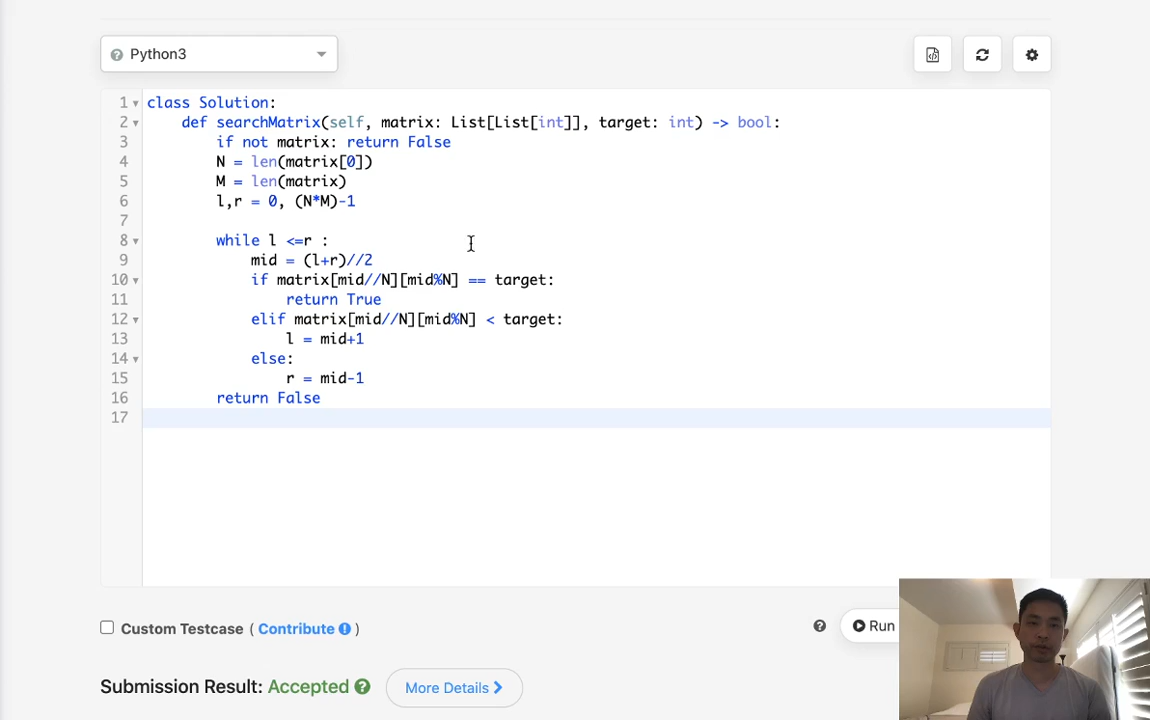 Python3
1 class Solution:
2 def searchMatrix(self, matrix: List[List[int]], target: int) -> bool:
3 if not matrix: return False
4 N = len(matrix[0])
5 M = len(matrix)
6 l,r = 0, (N*M)-1
7
8 while l <=r :
9 mid = (l+r)//2
10 if matrix[mid//N][mid%N] == target:
11 return True
12 elif matrix[mid//N][mid%N] < target:
13 l = mid+1
14 else:
15 r = mid-1
16 return False
17
Custom Testcase ( Contribute )
Run
Submission Result: Accepted More Details